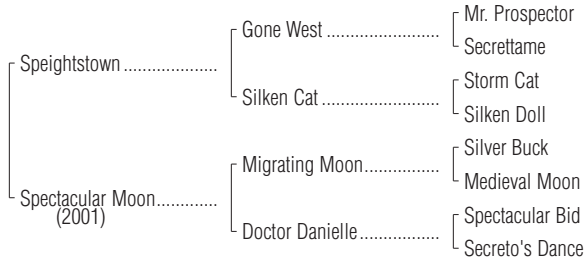 Mr. Prospector
Gone West ........................
Secrettame
Speightstown ....................
Storm Cat
Silken Cat .........................
Silken Doll
Silver Buck
Migrating Moon................
Medieval Moon
Spectacular Moon.............
(2001)
Spectacular Bid
Doctor Danielle.................
Secreto's Dance